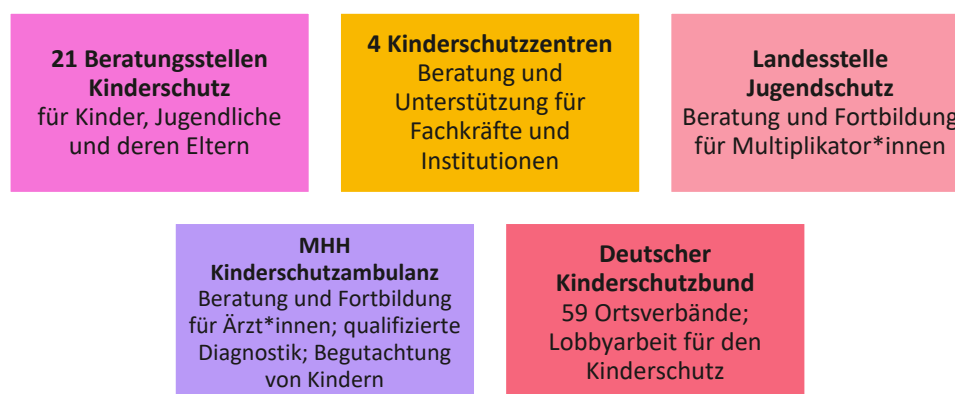 21 Beratungsstellen
Kinderschutz
für Kinder, Jugendliche
und deren Eltern
4 Kinderschutzzentren
Beratung und
Unterstützung für
Fachkräfte und
Institutionen
Landesstelle
Jugendschutz
Beratung und Fortbildung
für Multiplikator*innen
MHH
Kinderschutzambulanz
Beratung und Fortbildung
für Ärzt*innen; qualifizierte
Diagnostik; Begutachtung
von Kindern
Deutscher
Kinderschutzbund
59 Ortsverbände;
Lobbyarbeit für den
Kinderschutz